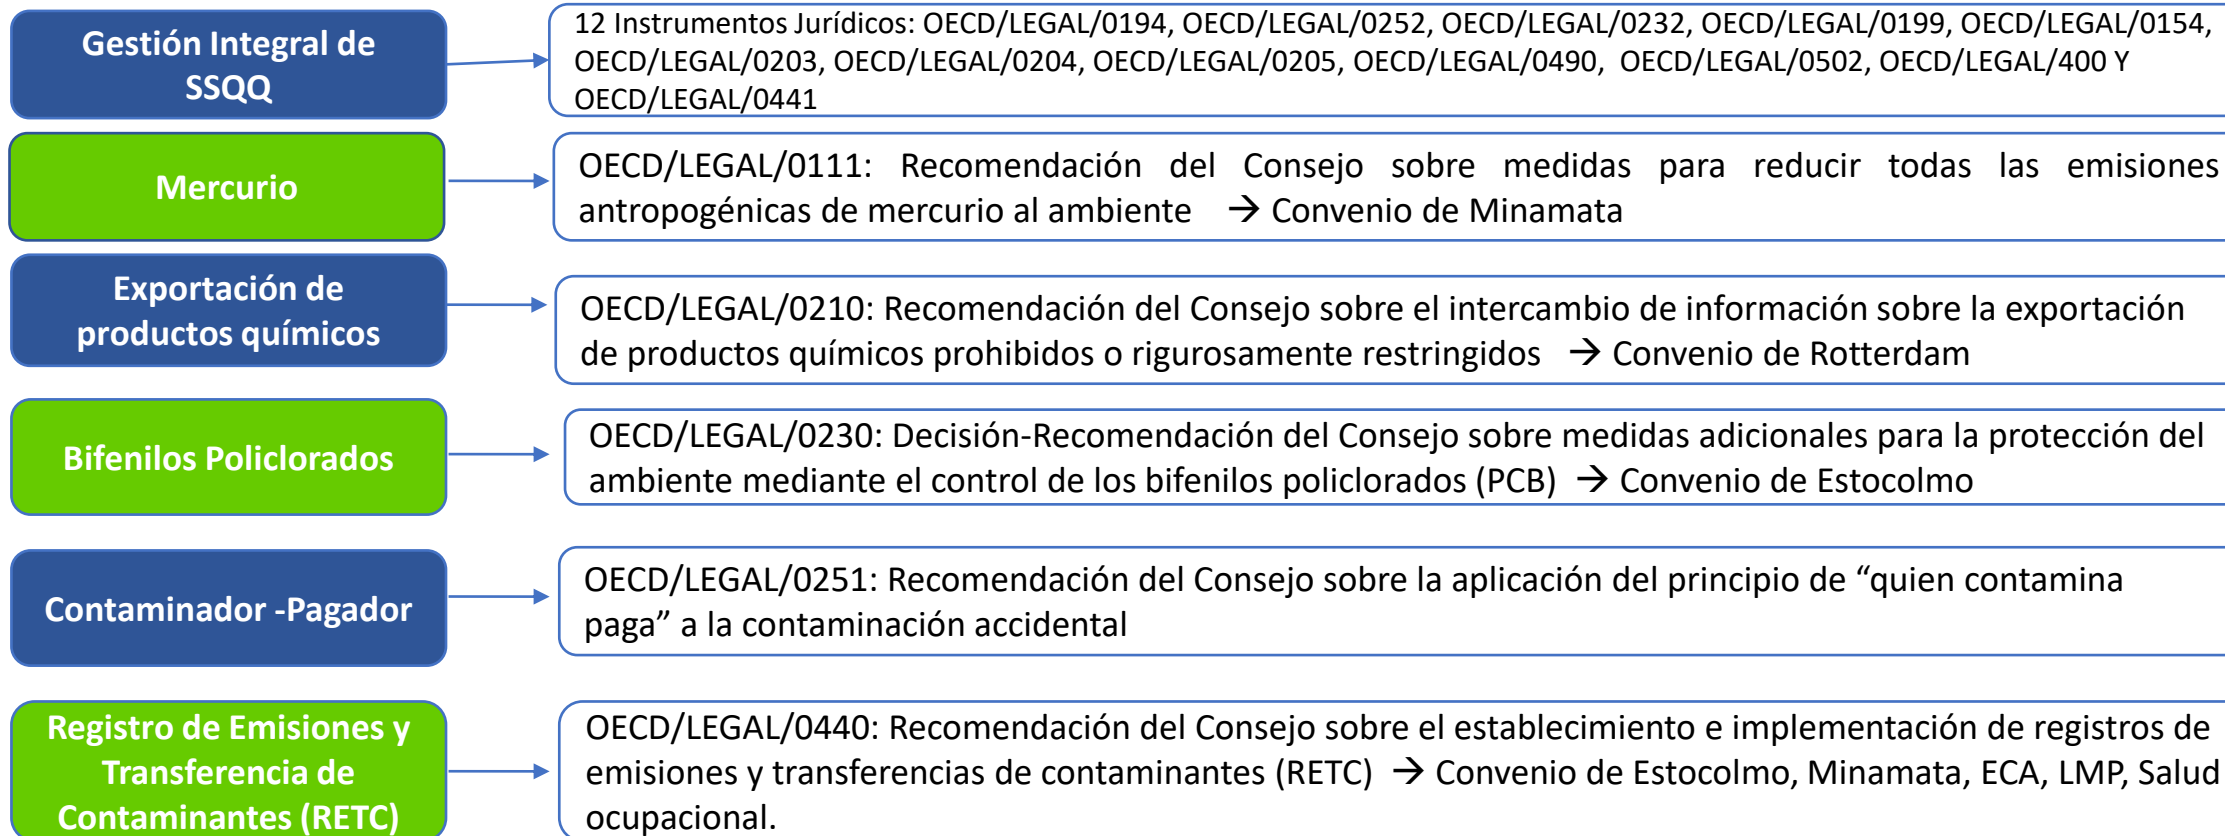 Gestión Integral de
SSQQ
12 Instrumentos Jurídicos: OECD/LEGAL/0194, OECD/LEGAL/0252, OECD/LEGAL/0232, OECD/LEGAL/0199, OECD/LEGAL/0154,
OECD/LEGAL/0203, OECD/LEGAL/0204, OECD/LEGAL/0205, OECD/LEGAL/0490, OECD/LEGAL/0502, OECD/LEGAL/400 Y
OECD/LEGAL/0441
Mercurio
OECD/LEGAL/0111: Recomendación del Consejo sobre medidas para reducir todas las emisiones
antropogénicas de mercurio al ambiente → Convenio de Minamata
Exportación de
productos químicos
OECD/LEGAL/0210: Recomendación del Consejo sobre el intercambio de información sobre la exportación
de productos químicos prohibidos o rigurosamente restringidos → Convenio de Rotterdam
Bifenilos Policlorados
OECD/LEGAL/0230: Decisión-Recomendación del Consejo sobre medidas adicionales para la protección del
ambiente mediante el control de los bifenilos policlorados (PCB) → Convenio de Estocolmo
Contaminador -Pagador
OECD/LEGAL/0251: Recomendación del Consejo sobre la aplicación del principio de “quien contamina
paga” a la contaminación accidental
Registro de Emisiones y
Transferencia de
Contaminantes (RETC)
OECD/LEGAL/0440: Recomendación del Consejo sobre el establecimiento e implementación de registros de
emisiones y transferencias de contaminantes (RETC) → Convenio de Estocolmo, Minamata, ECA, LMP, Salud
ocupacional.